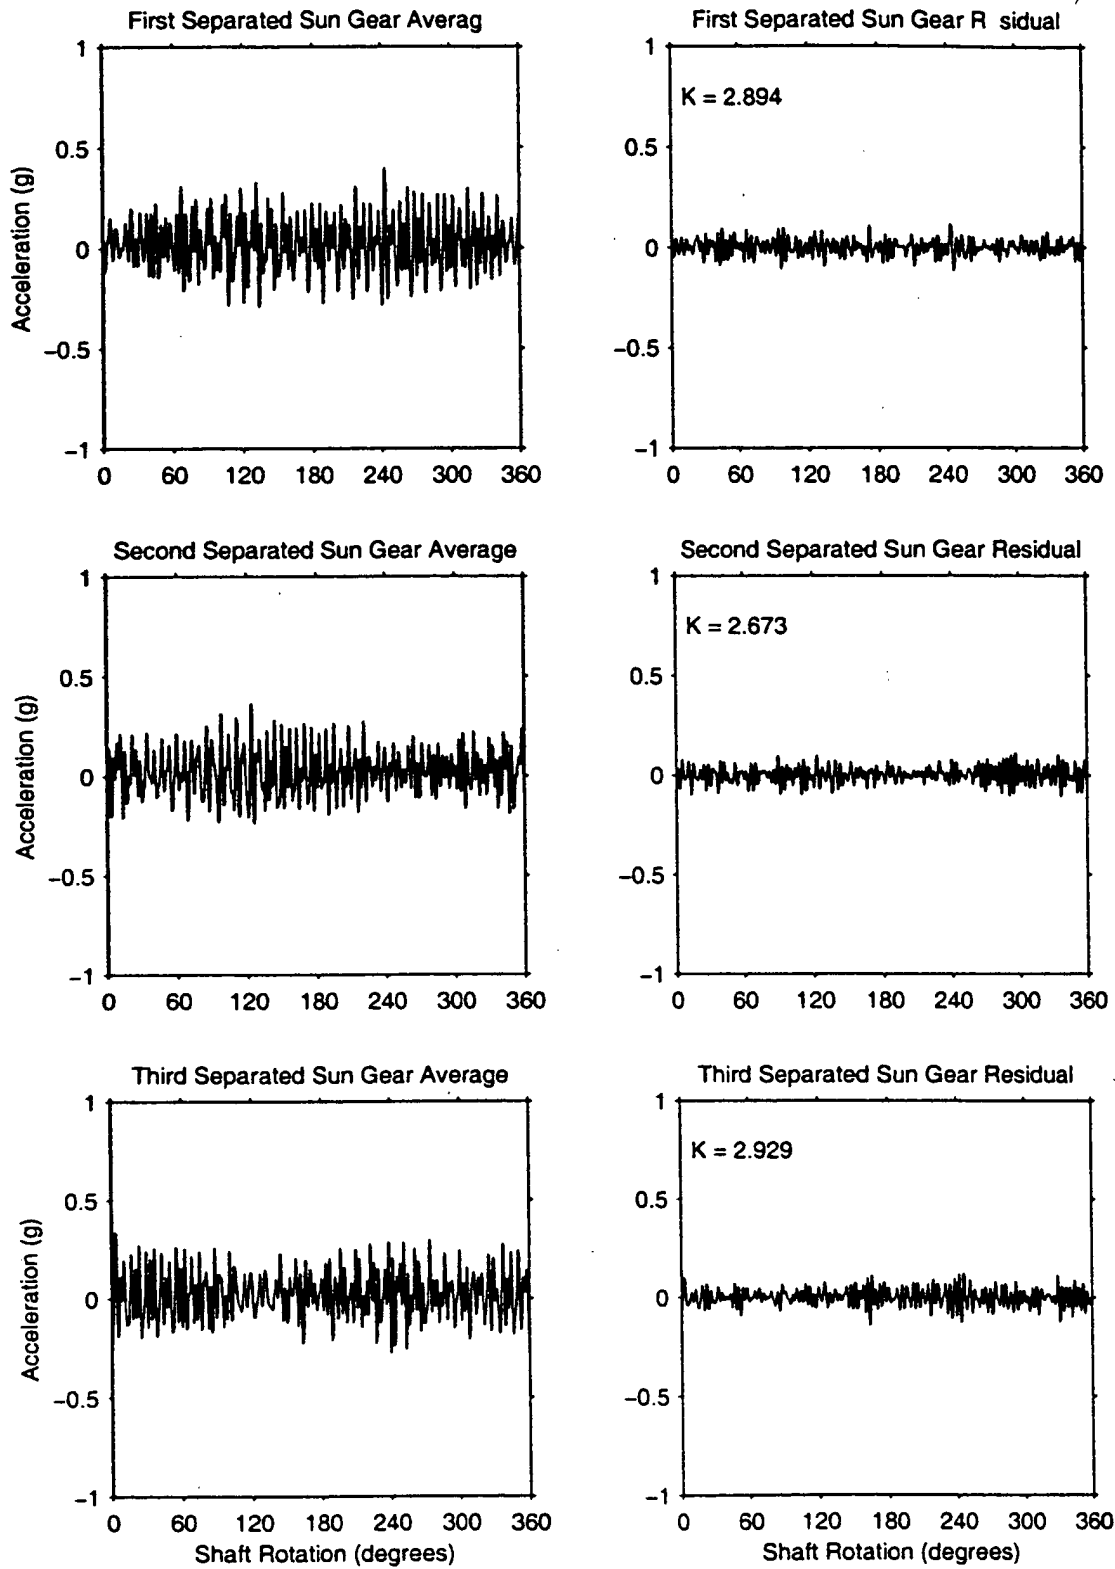 First Separated Sun Gear Averag
1
0.5
0
−0.5
−1
0 60 120 180 240 300 360
Acceleration (g)
First Separated Sun Gear R sidual
K = 2.894
1
0.5
0
−0.5
−1
0 60 120 180 240 300 360
Second Separated Sun Gear Average
1
0.5
0
−0.5
−1
0 60 120 180 240 300 360
Acceleration (g)
Second Separated Sun Gear Residual
K = 2.673
1
0.5
0
−0.5
−1
0 60 120 180 240 300 360
Third Separated Sun Gear Average
1
0.5
0
−0.5
−1
0 60 120 180 240 300 360
Acceleration (g)
Shaft Rotation (degrees)
Third Separated Sun Gear Residual
K = 2.929
1
0.5
0
−0.5
−1
0 60 120 180 240 300 360
Shaft Rotation (degrees)